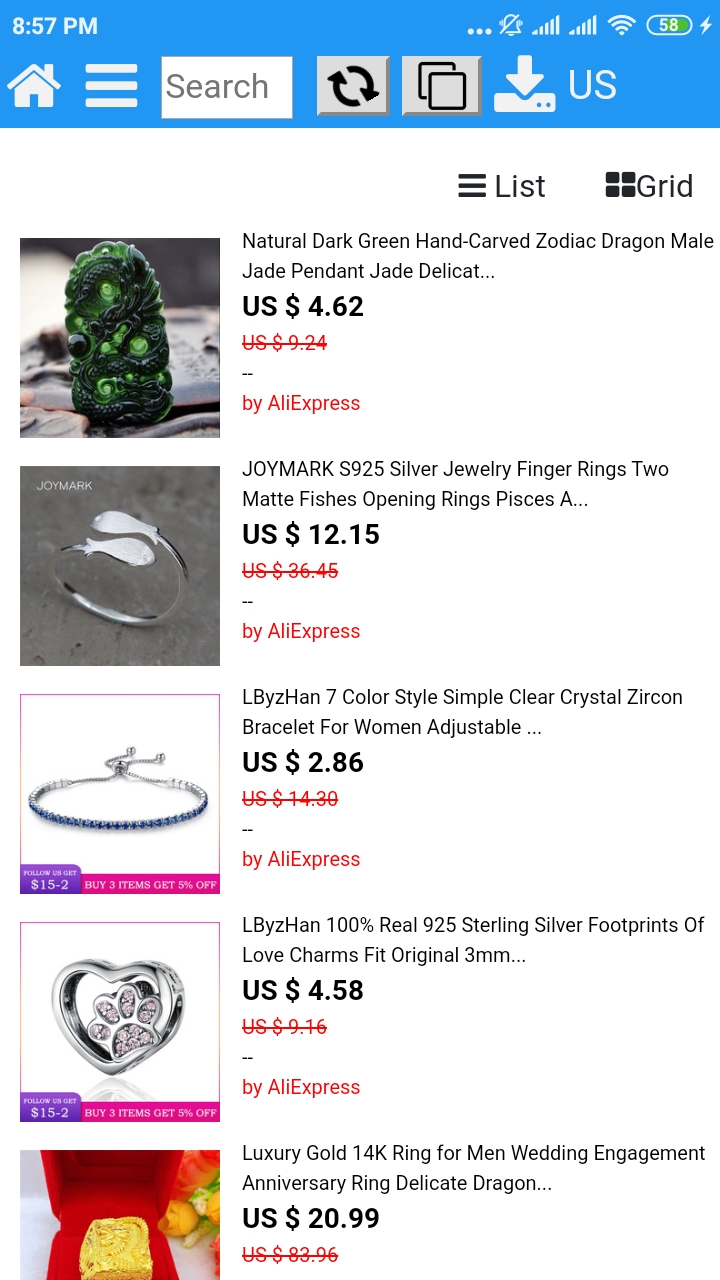 8:57 PM
58
Search
US
List
Grid
Natural Dark Green Hand-Carved Zodiac Dragon Male
Jade Pendant Jade Delicat...
US $ 4.62
US $ 9.24
--
by AliExpress
JOYMARK
JOYMARK S925 Silver Jewelry Finger Rings Two
Matte Fishes Opening Rings Pisces A...
US $ 12.15
US $ 36.45
--
by AliExpress
LByzHan 7 Color Style Simple Clear Crystal Zircon
Bracelet For Women Adjustable ...
US $ 2.86
US $ 14.30
--
by AliExpress
FOLLOW US GET
$15-2
BUY 3 ITEMS GET 5% OFF
LByzHan 100% Real 925 Sterling Silver Footprints Of
Love Charms Fit Original 3mm...
US $ 4.58
US $ 9.16
--
by AliExpress
FOLLOW US GET
$15-2
BUY 3 ITEMS GET 5% OFF
Luxury Gold 14K Ring for Men Wedding Engagement
Anniversary Ring Delicate Dragon...
US $ 20.99
US $ 83.96